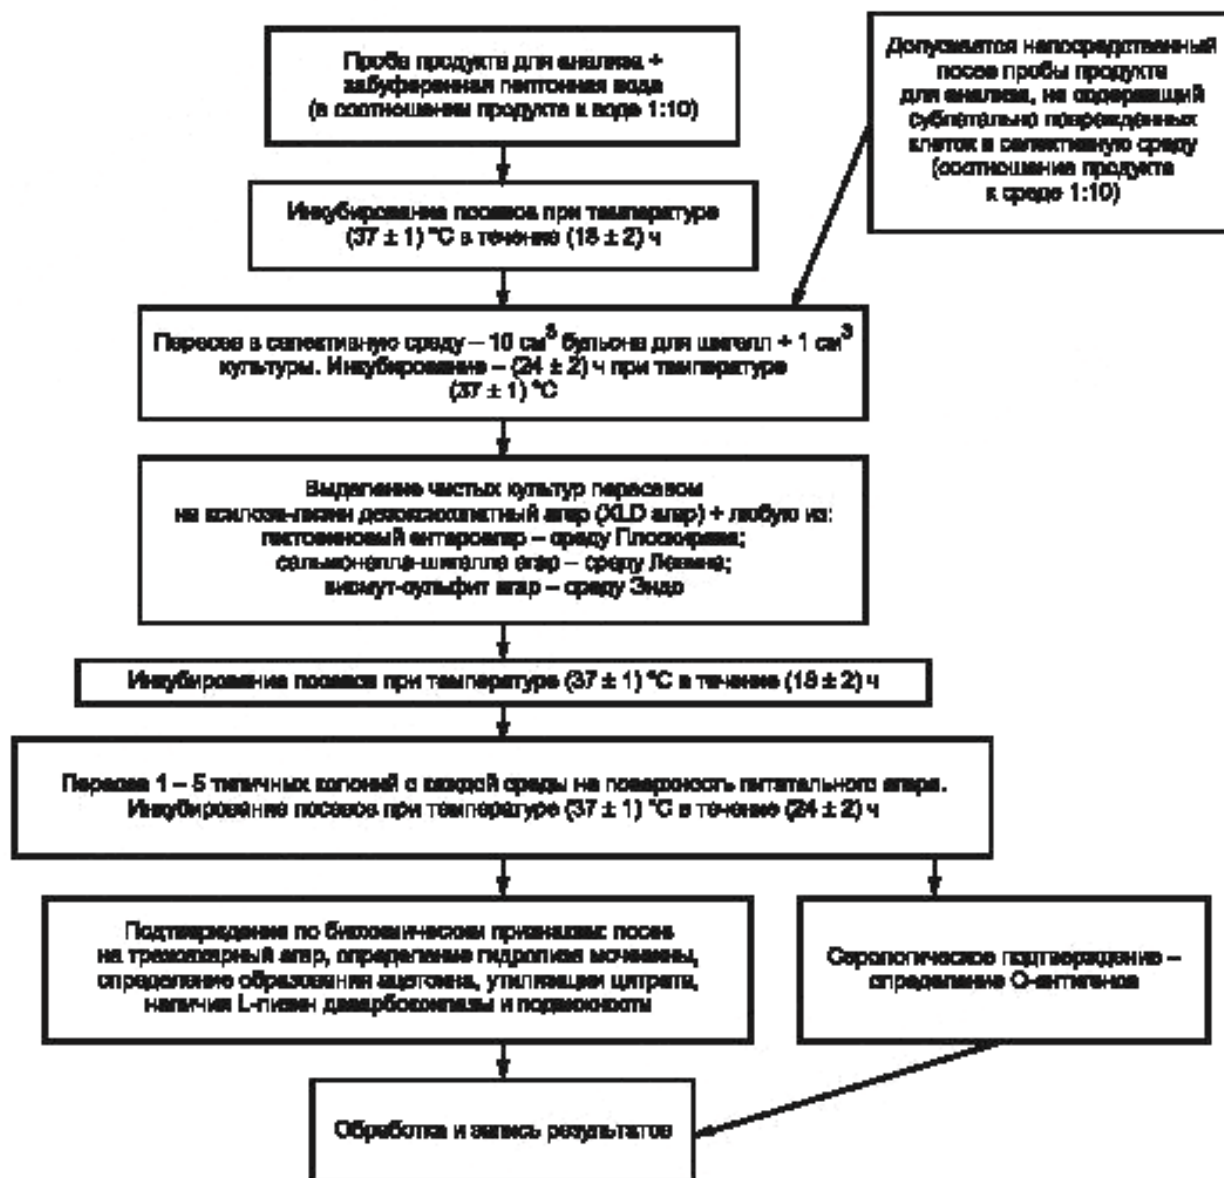 Проба продукта для анализа +
забуференная пептонная вода
(в соотношении продукта к воде 1:10)
Допускается непосредственный
посев пробы продукта
для анализа, не содержащий
сублетально поврежденных
клеток в селективную среду
(соотношение продукта
к среде 1:10)
Инкубирование посевов при температуре
(37 ± 1) °С в течение (18 ± 2) ч
Пересев в селективную среду – 10 см³ бульона для шигелл + 1 см³
культуры. Инкубирование – (24 ± 2) ч при температуре
(37 ± 1) °С
Выделение чистых культур пересевом
на ксилоза-лизин дезоксихолатный агар (XLD агар) + любую из:
гектоеновый ентероагар – среду Плоскирева;
сальмонелла-шигелла агар – среду Левина;
висмут-сульфит агар – среду Эндо
Инкубирование посевов при температуре (37 ± 1) °С в течение (18 ± 2) ч
Пересев 1 – 5 типичных колоний с каждой среды на поверхность питательного агара.
Инкубирование посевов при температуре (37 ± 1) °С в течение (24 ± 2) ч
Подтверждение по биохимическим признакам: посев
на трехсахарный агар, определение гидролиза мочевины,
определение образования ацетоина, утилизации цитрата,
наличия L-лизин декарбоксилазы и подвижности
Серологическое подтверждение –
определение О-антигенов
Обработка и запись результатов